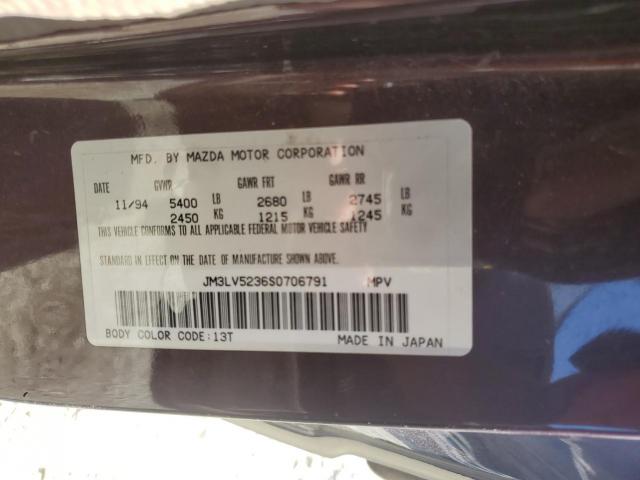 MFD. BY MAZDA MOTOR CORPORATION
DATE GVWR GAWR FRT GAWR RR
11/94 5400 LB 2680 LB 2745 LB
2450 KG 1215 KG 1245 KG
THIS VEHICLE CONFORMS TO ALL APPLICABLE FEDERAL MOTOR VEHICLE SAFETY
STANDARD IN EFFECT ON THE DATE OF MANUFACTURE SHOWN ABOVE.
JM3LV5236S0706791 MPV
BODY COLOR CODE:13T MADE IN JAPAN